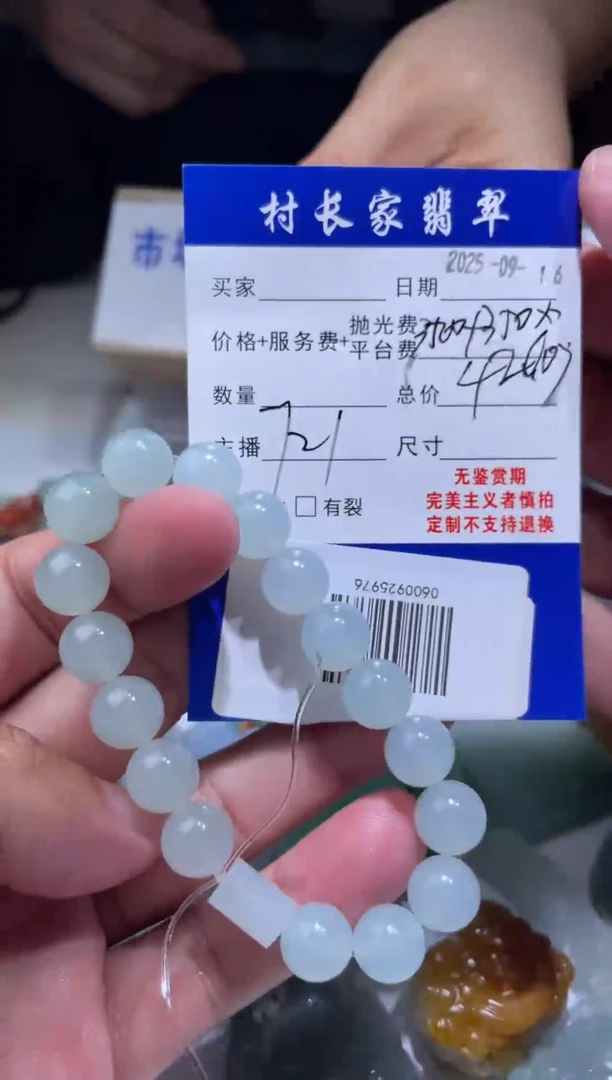 村长家翡翠
市
2025-09-16
买家 日期
抛光费
价格+服务费+平台费
数量 总价
主播 尺寸
无鉴赏期
□有裂
完美主义者慎拍
定制不支持退换
0600925976